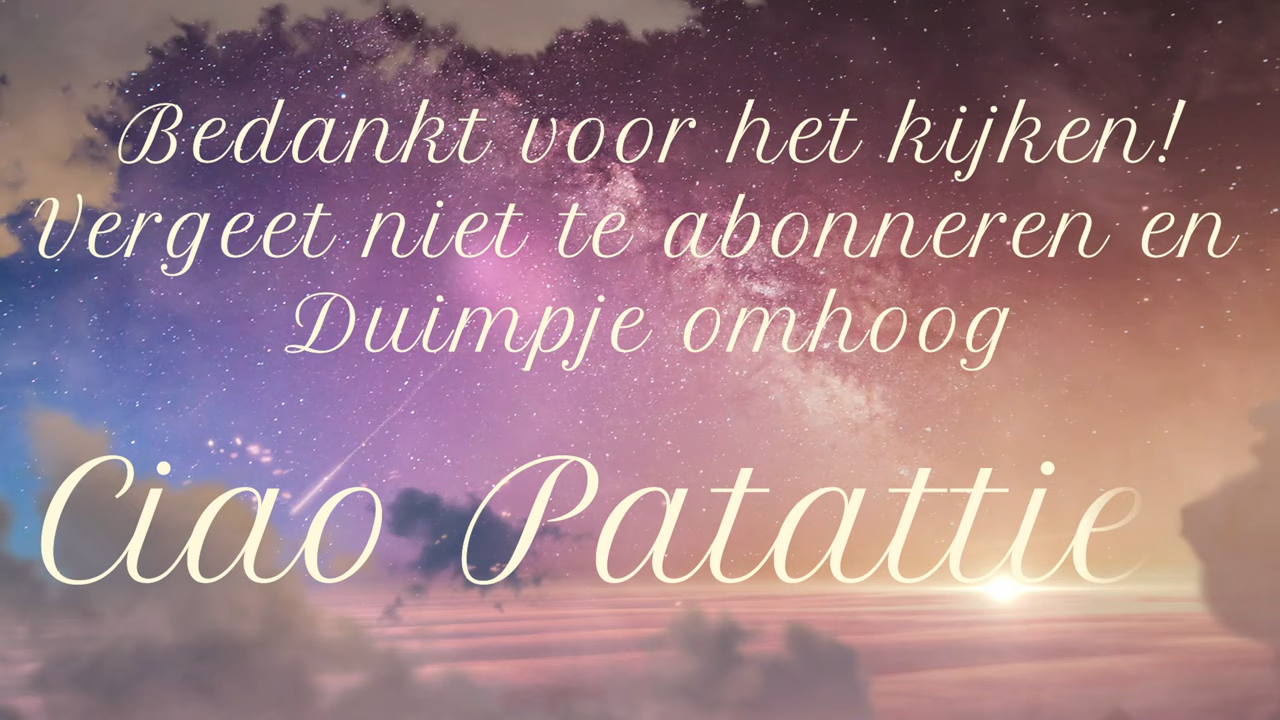 Bedankt voor het kijken!
Vergeet niet te abonneren en
Duimpje omhoog
Ciao Patattie